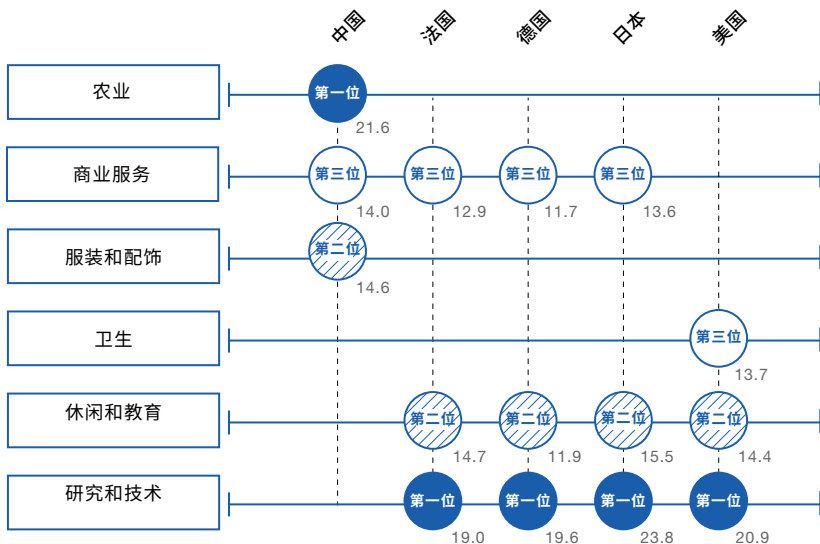 中国 法国 德国 日本 美国
农业 第一位
21.6
商业服务 第三位 第三位 第三位 第三位
14.0 12.9 11.7 13.6
服装和配饰 第二位
14.6
卫生 第三位
13.7
休闲和教育 第二位 第二位 第二位 第二位
14.7 11.9 15.5 14.4
研究和技术 第一位 第一位 第一位 第一位
19.0 19.6 23.8 20.9